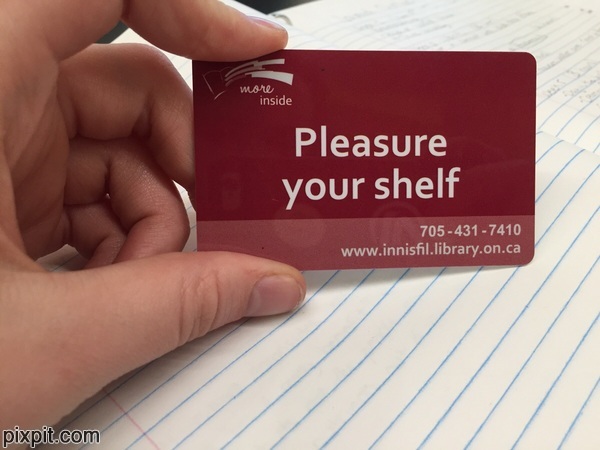 more
inside
Pleasure
your shelf
705-431-7410
www.innisfil.library.on.ca
pixpit.com